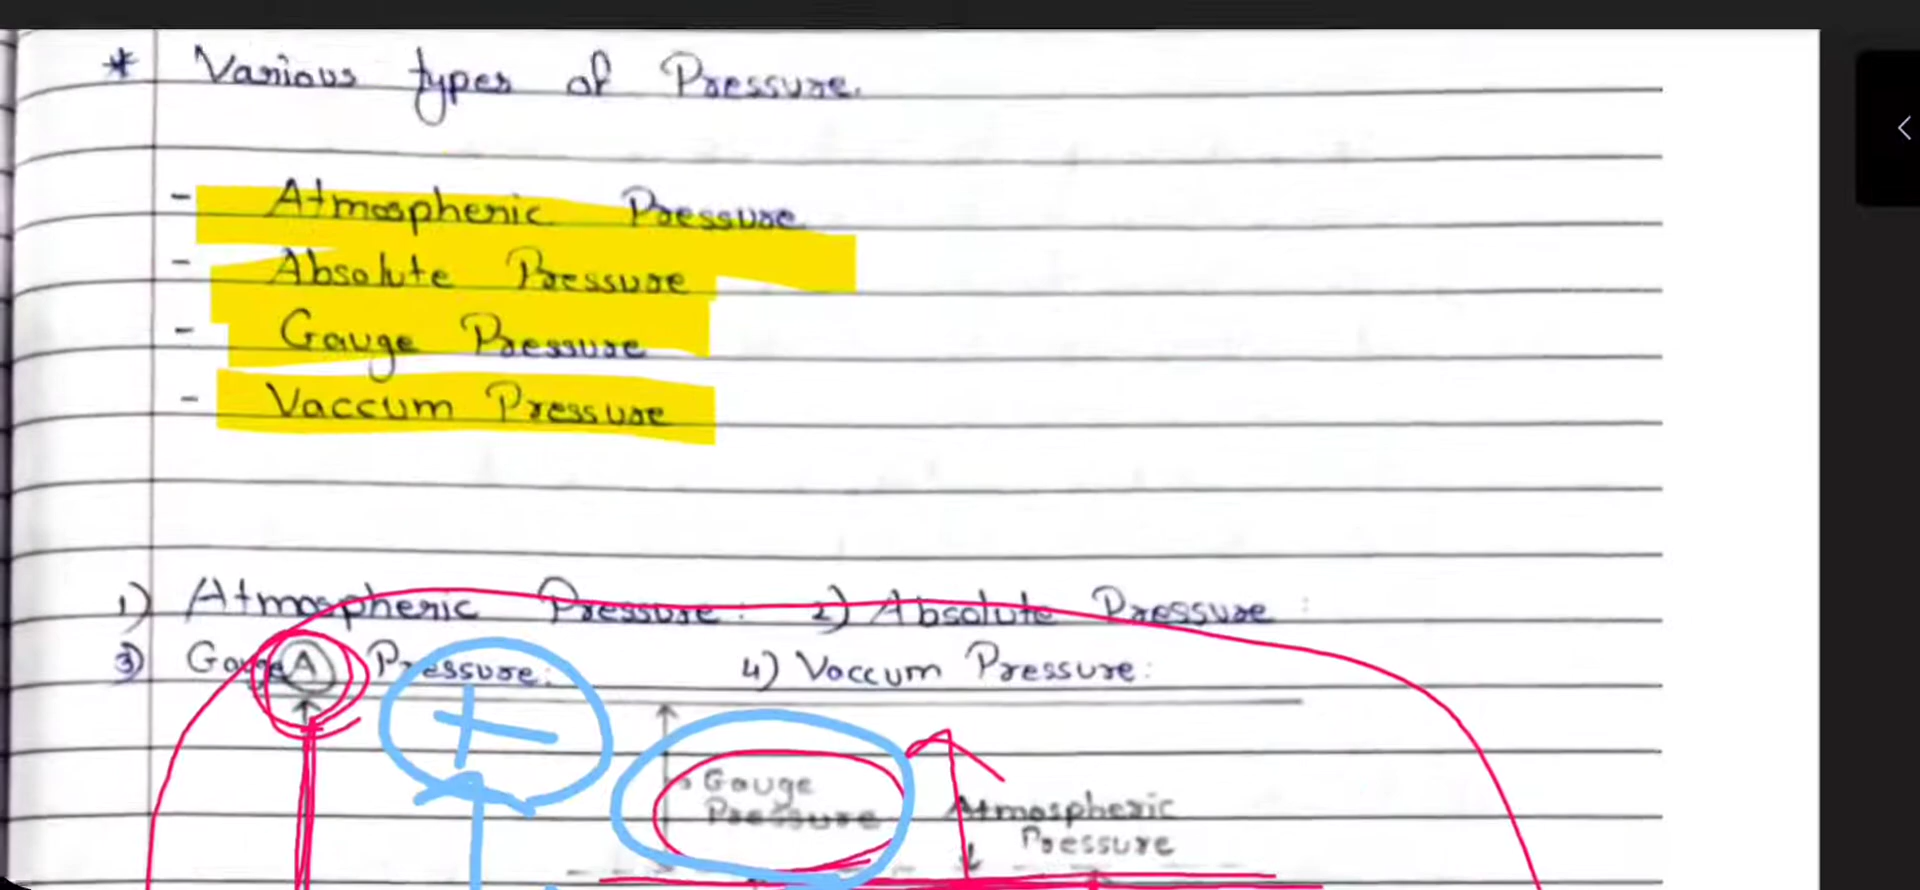 * Various types of Pressure.
- Atmospheric Pressure
- Absolute Pressure
- Gauge Pressure
- Vaccum Pressure
1) Atmospheric Pressure: 2) Absolute Pressure:
3) Gauge Pressure: 4) Vaccum Pressure:
A
+
Gauge
Pressure
Atmospheric
Pressure